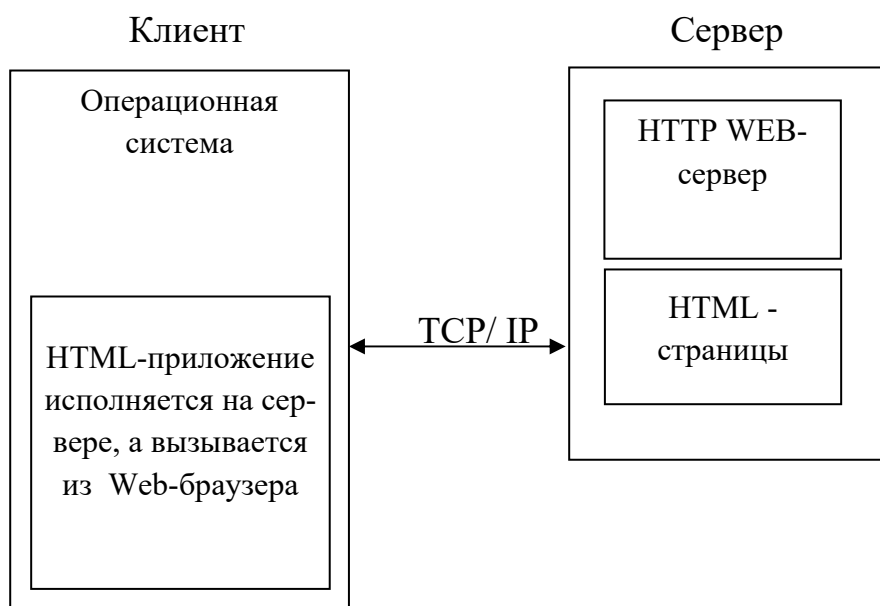 Клиент
Сервер
Операционная
система
HTTP WEB-
сервер
HTML -
страницы
TCP/ IP
HTML-приложение
исполняется на сер-
вере, а вызывается
из Web-браузера